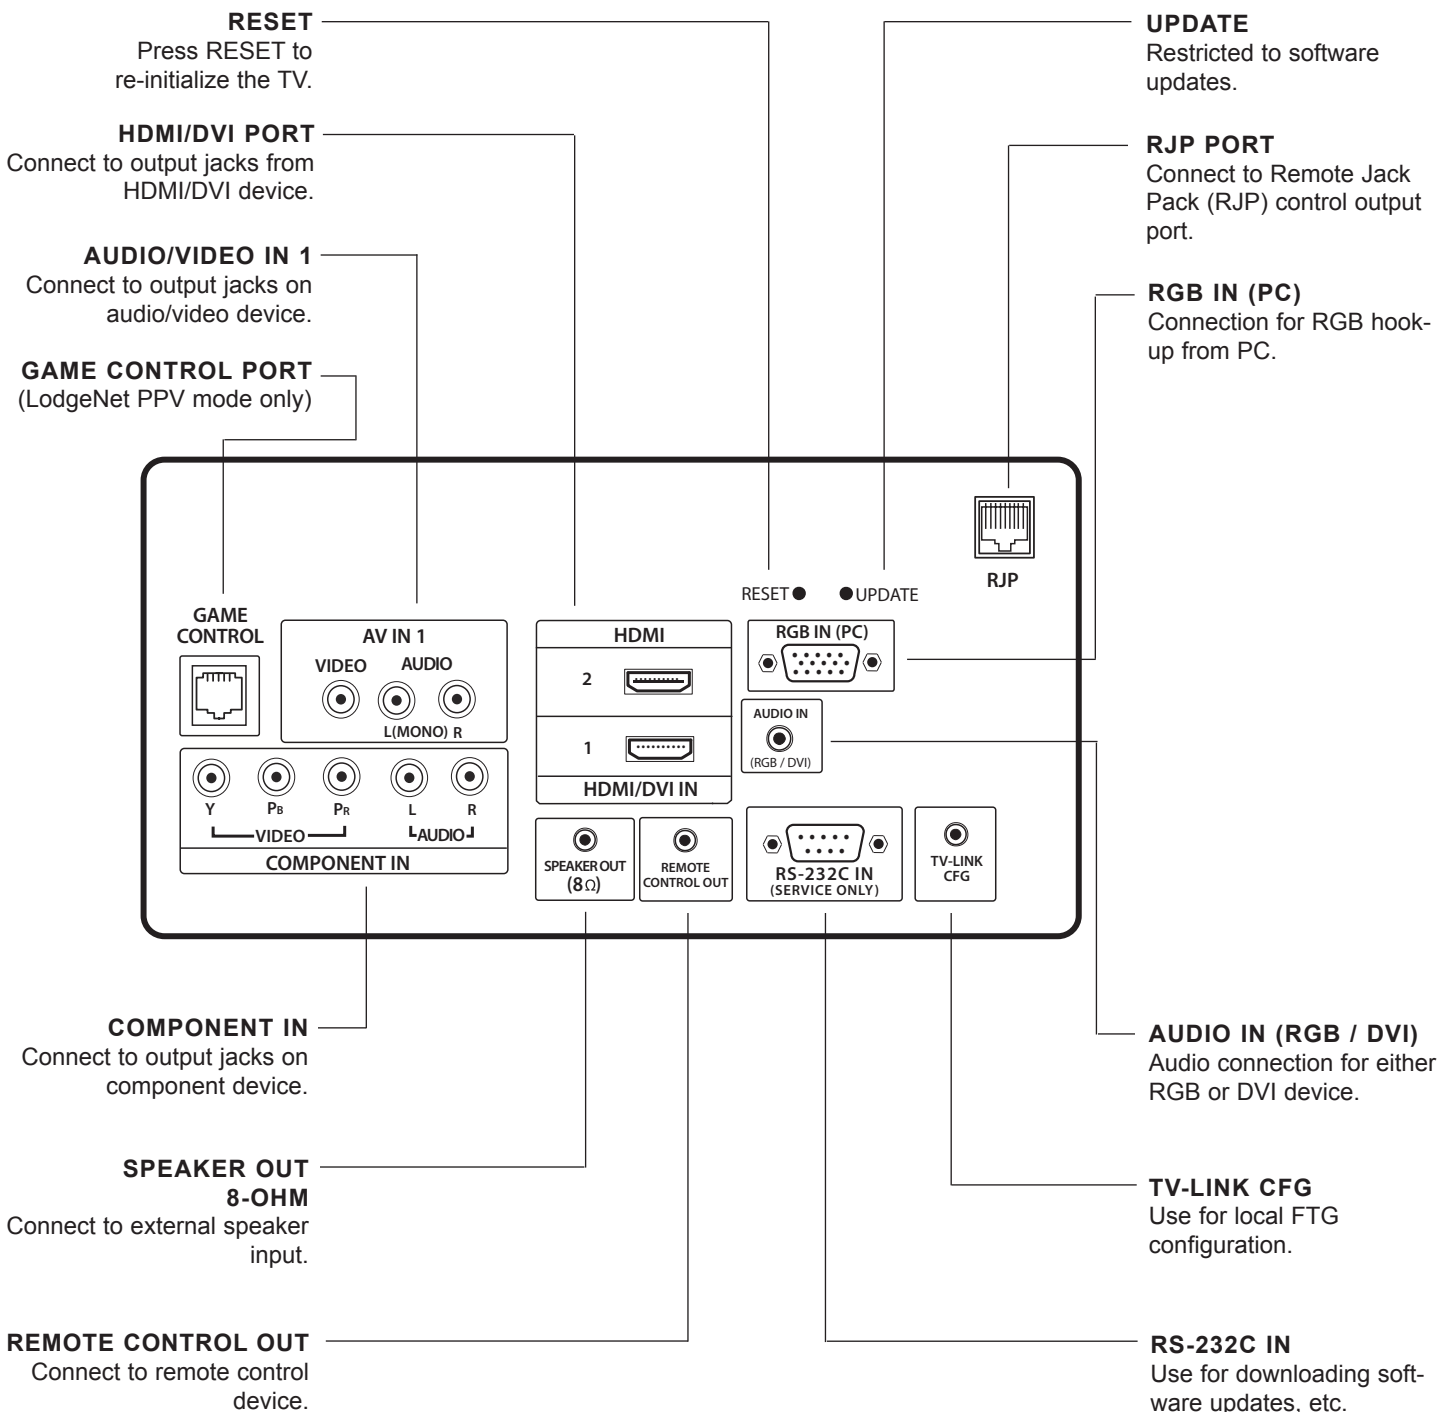 RESET
Press RESET to
re-initialize the TV.
HDMI/DVI PORT
Connect to output jacks from
HDMI/DVI device.
AUDIO/VIDEO IN 1
Connect to output jacks on
audio/video device.
GAME CONTROL PORT
(LodgeNet PPV mode only)
UPDATE
Restricted to software
updates.
RJP PORT
Connect to Remote Jack
Pack (RJP) control output
port.
RGB IN (PC)
Connection for RGB hook-
up from PC.
RJP
RESET
UPDATE
GAME
CONTROL
AV IN 1
VIDEO
AUDIO
L(MONO) R
HDMI
2
1
HDMI/DVI IN
RGB IN (PC)
AUDIO IN
(RGB / DVI)
Y
PB
PR
L
R
VIDEO
AUDIO
COMPONENT IN
SPEAKER OUT
(8Ω)
REMOTE
CONTROL OUT
RS-232C IN
(SERVICE ONLY)
TV-LINK
CFG
COMPONENT IN
Connect to output jacks on
component device.
SPEAKER OUT
8-OHM
Connect to external speaker
input.
REMOTE CONTROL OUT
Connect to remote control
device.
AUDIO IN (RGB / DVI)
Audio connection for either
RGB or DVI device.
TV-LINK CFG
Use for local FTG
configuration.
RS-232C IN
Use for downloading soft-
ware updates, etc.